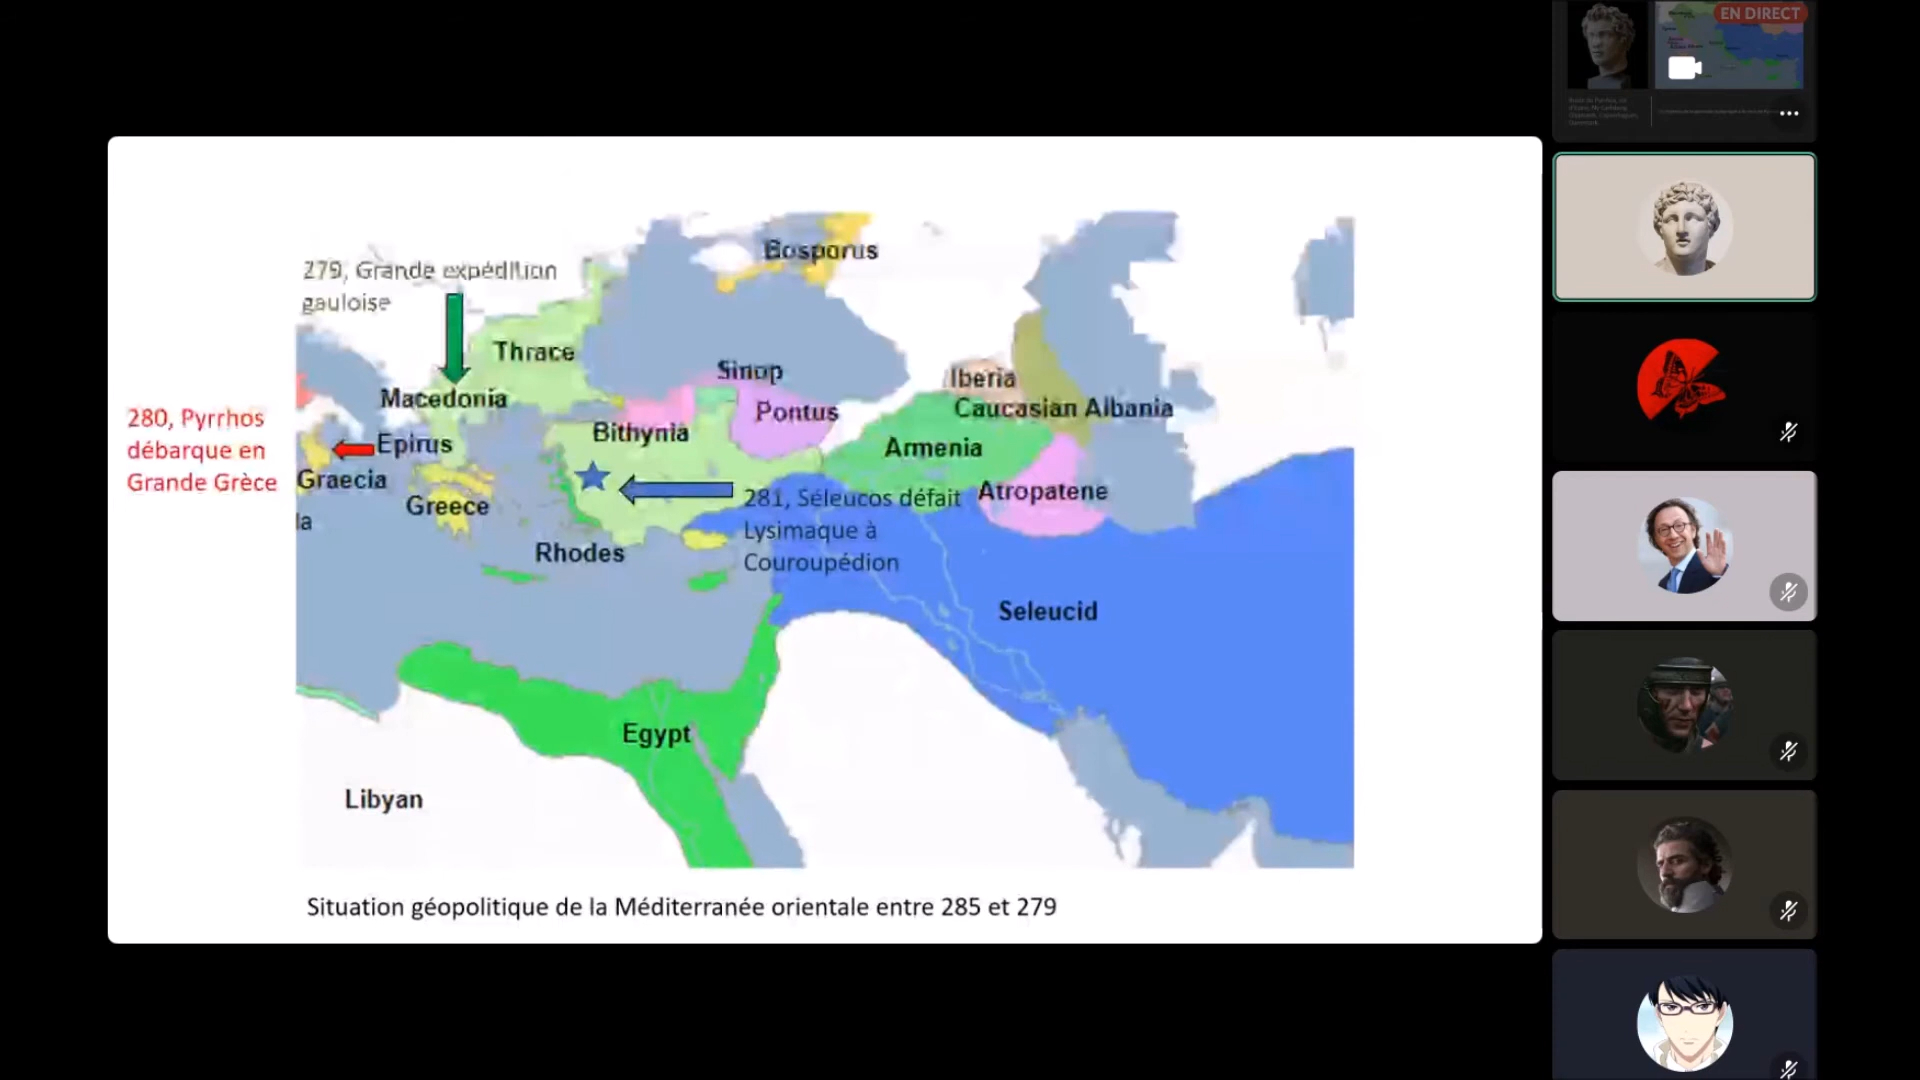 EN DIRECT
Bosporus
279, Grande expédition
gauloise
Thrace
Sinop
Iberia
Macedonia
Pontus
Caucasian Albania
280, Pyrrhos
débarque en
Grande Grèce
Bithynia
Epirus
Armenia
Graecia
Greece
281, Séleucos défait
Lysimaque à
Couroupédion
Atropatene
la
Rhodes
Seleucid
Egypt
Libyan
Situation géopolitique de la Méditerranée orientale entre 285 et 279